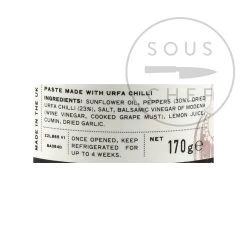 SOUS
CHEF
PASTE MADE WITH URFA CHILLI
INGREDIENTS: SUNFLOWER OIL, PEPPERS (30%), DRIED
URFA CHILLI (23%), SALT, BALSAMIC VINEGAR OF MODENA
(WINE VINEGAR, COOKED GRAPE MUST), LEMON JUICE,
CUMIN, DRIED GARLIC.
MADE IN THE UK
ONCE OPENED, KEEP
REFRIGERATED FOR
UP TO 4 WEEKS.
NET
170g e